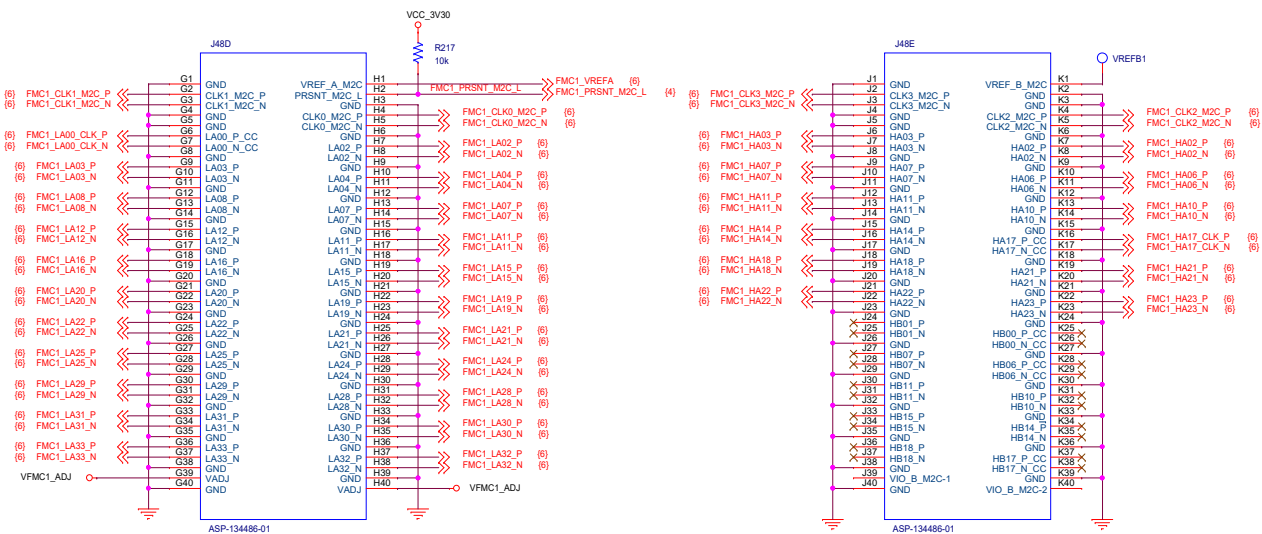 VCC_3V30
R217
10k
J48D
G1 GND VREF_A_M2C H1 FMC1_VREFA {6}
{6} FMC1_CLK1_M2C_P G2 CLK1_M2C_P PRSNT_M2C_L H2 FMC1_PRSNT_M2C_L FMC1_PRSNT_M2C_L {4}
{6} FMC1_CLK1_M2C_N G3 CLK1_M2C_N GND H3
G4 GND CLK0_M2C_P H4 FMC1_CLK0_M2C_P {6}
G5 GND CLK0_M2C_N H5 FMC1_CLK0_M2C_N {6}
{6} FMC1_LA00_CLK_P G6 LA00_P_CC GND H6
{6} FMC1_LA00_CLK_N G7 LA00_N_CC LA02_P H7 FMC1_LA02_P {6}
G8 GND LA02_N H8 FMC1_LA02_N {6}
{6} FMC1_LA03_P G9 LA03_P GND H9
{6} FMC1_LA03_N G10 LA03_N LA04_P H10 FMC1_LA04_P {6}
G11 GND LA04_N H11 FMC1_LA04_N {6}
{6} FMC1_LA08_P G12 LA08_P GND H12
{6} FMC1_LA08_N G13 LA08_N LA07_P H13 FMC1_LA07_P {6}
G14 GND LA07_N H14 FMC1_LA07_N {6}
{6} FMC1_LA12_P G15 LA12_P GND H15
{6} FMC1_LA12_N G16 LA12_N LA11_P H16 FMC1_LA11_P {6}
G17 GND LA11_N H17 FMC1_LA11_N {6}
{6} FMC1_LA16_P G18 LA16_P GND H18
{6} FMC1_LA16_N G19 LA16_N LA15_P H19 FMC1_LA15_P {6}
G20 GND LA15_N H20 FMC1_LA15_N {6}
{6} FMC1_LA20_P G21 LA20_P GND H21
{6} FMC1_LA20_N G22 LA20_N LA19_P H22 FMC1_LA19_P {6}
G23 GND LA19_N H23 FMC1_LA19_N {6}
{6} FMC1_LA22_P G24 LA22_P GND H24
{6} FMC1_LA22_N G25 LA22_N LA21_P H25 FMC1_LA21_P {6}
G26 GND LA21_N H26 FMC1_LA21_N {6}
{6} FMC1_LA25_P G27 LA25_P GND H27
{6} FMC1_LA25_N G28 LA25_N LA24_P H28 FMC1_LA24_P {6}
G29 GND LA24_N H29 FMC1_LA24_N {6}
{6} FMC1_LA29_P G30 LA29_P GND H30
{6} FMC1_LA29_N G31 LA29_N LA28_P H31 FMC1_LA28_P {6}
G32 GND LA28_N H32 FMC1_LA28_N {6}
{6} FMC1_LA31_P G33 LA31_P GND H33
{6} FMC1_LA31_N G34 LA31_N LA30_P H34 FMC1_LA30_P {6}
G35 GND LA30_N H35 FMC1_LA30_N {6}
{6} FMC1_LA33_P G36 LA33_P GND H36
{6} FMC1_LA33_N G37 LA33_N LA32_P H37 FMC1_LA32_P {6}
G38 GND LA32_N H38 FMC1_LA32_N {6}
VFMC1_ADJ G39 VADJ GND H39
G40 GND VADJ H40 VFMC1_ADJ
ASP-134486-01
J48E
VREFB1
J1 GND VREF_B_M2C K1
{6} FMC1_CLK3_M2C_P J2 CLK3_M2C_P GND K2
{6} FMC1_CLK3_M2C_N J3 CLK3_M2C_N GND K3
J4 GND CLK2_M2C_P K4 FMC1_CLK2_M2C_P {6}
J5 GND CLK2_M2C_N K5 FMC1_CLK2_M2C_N {6}
{6} FMC1_HA03_P J6 HA03_P GND K6
{6} FMC1_HA03_N J7 HA03_N HA02_P K7 FMC1_HA02_P {6}
J8 GND HA02_N K8 FMC1_HA02_N {6}
{6} FMC1_HA07_P J9 HA07_P GND K9
{6} FMC1_HA07_N J10 HA07_N HA06_P K10 FMC1_HA06_P {6}
J11 GND HA06_N K11 FMC1_HA06_N {6}
{6} FMC1_HA11_P J12 HA11_P GND K12
{6} FMC1_HA11_N J13 HA11_N HA10_P K13 FMC1_HA10_P {6}
J14 GND HA10_N K14 FMC1_HA10_N {6}
{6} FMC1_HA14_P J15 HA14_P GND K15
{6} FMC1_HA14_N J16 HA14_N HA17_P_CC K16 FMC1_HA17_CLK_P {6}
J17 GND HA17_N_CC K17 FMC1_HA17_CLK_N {6}
{6} FMC1_HA18_P J18 HA18_P GND K18
{6} FMC1_HA18_N J19 HA18_N HA21_P K19 FMC1_HA21_P {6}
J20 GND HA21_N K20 FMC1_HA21_N {6}
{6} FMC1_HA22_P J21 HA22_P GND K21
{6} FMC1_HA22_N J22 HA22_N HA23_P K22 FMC1_HA23_P {6}
J23 GND HA23_N K23 FMC1_HA23_N {6}
J24 HB01_P GND K24
J25 HB01_N HB00_P_CC K25
J26 GND HB00_N_CC K26
J27 HB07_P GND K27
J28 HB07_N HB06_P_CC K28
J29 GND HB06_N_CC K29
J30 HB11_P GND K30
J31 HB11_N HB10_P K31
J32 GND HB10_N K32
J33 HB15_P GND K33
J34 HB15_N HB14_P K34
J35 GND HB14_N K35
J36 HB18_P GND K36
J37 HB18_N HB17_P_CC K37
J38 GND HB17_N_CC K38
J39 VIO_B_M2C-1 GND K39
J40 GND VIO_B_M2C-2 K40
ASP-134486-01